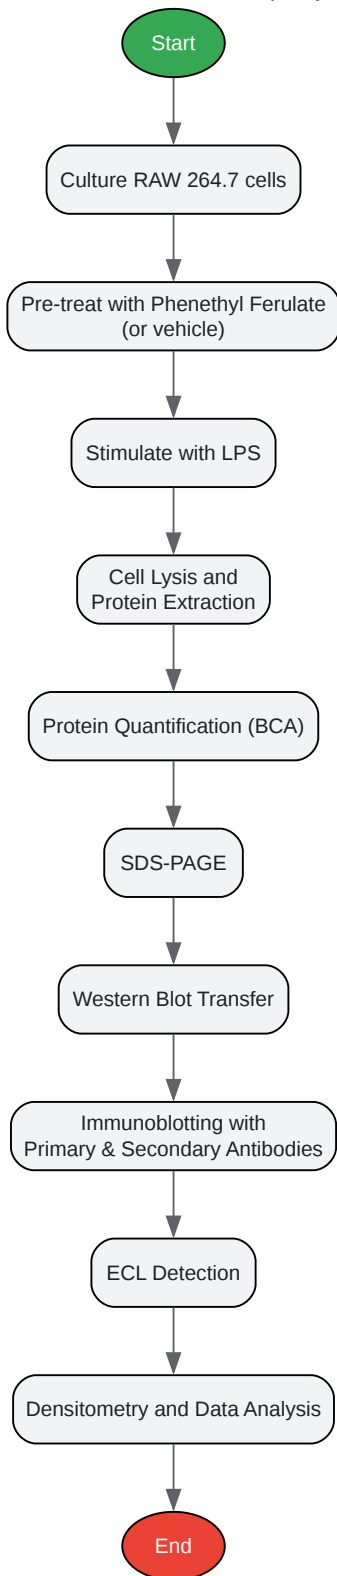 Start
Culture RAW 264.7 cells
Pre-treat with Phenethyl Ferulate
(or vehicle)
Stimulate with LPS
Cell Lysis and
Protein Extraction
Protein Quantification (BCA)
SDS-PAGE
Western Blot Transfer
Immunoblotting with
Primary & Secondary Antibodies
ECL Detection
Densitometry and Data Analysis
End